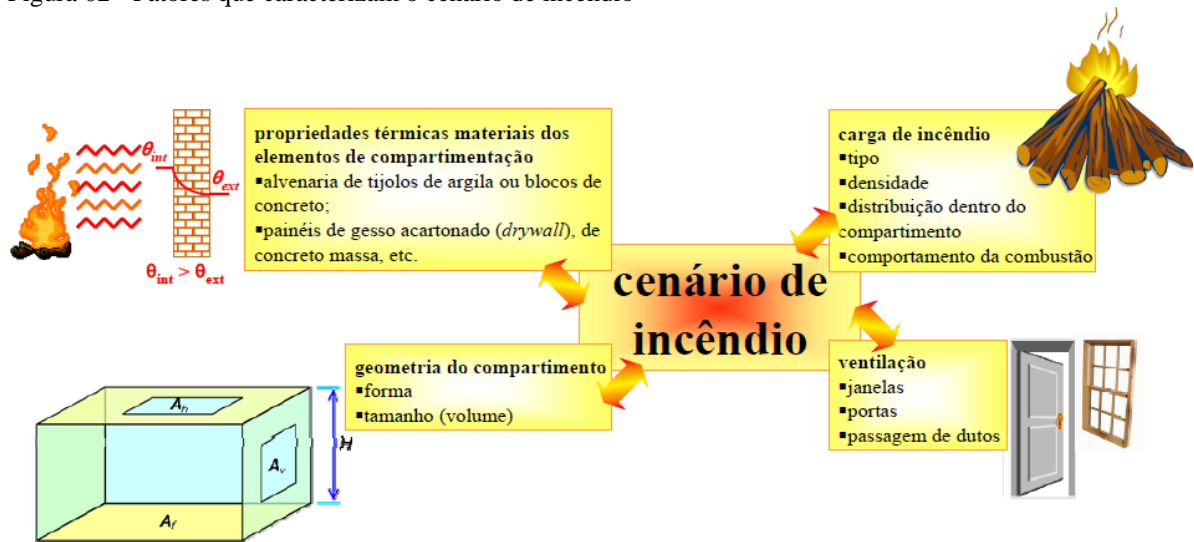 Figura 02 - Fatores que caracterizam o cenário de incêndio
θint
θext
θint > θext
propriedades térmicas materiais dos
elementos de compartimentação
▪alvenaria de tijolos de argila ou blocos de
concreto;
▪painéis de gesso acartonado (drywall), de
concreto massa, etc.
carga de incêndio
▪tipo
▪densidade
▪distribuição dentro do
compartimento
▪comportamento da combustão
cenário de
incêndio
geometria do compartimento
▪forma
▪tamanho (volume)
ventilação
▪janelas
▪portas
▪passagem de dutos
Ah
Av
H
Af